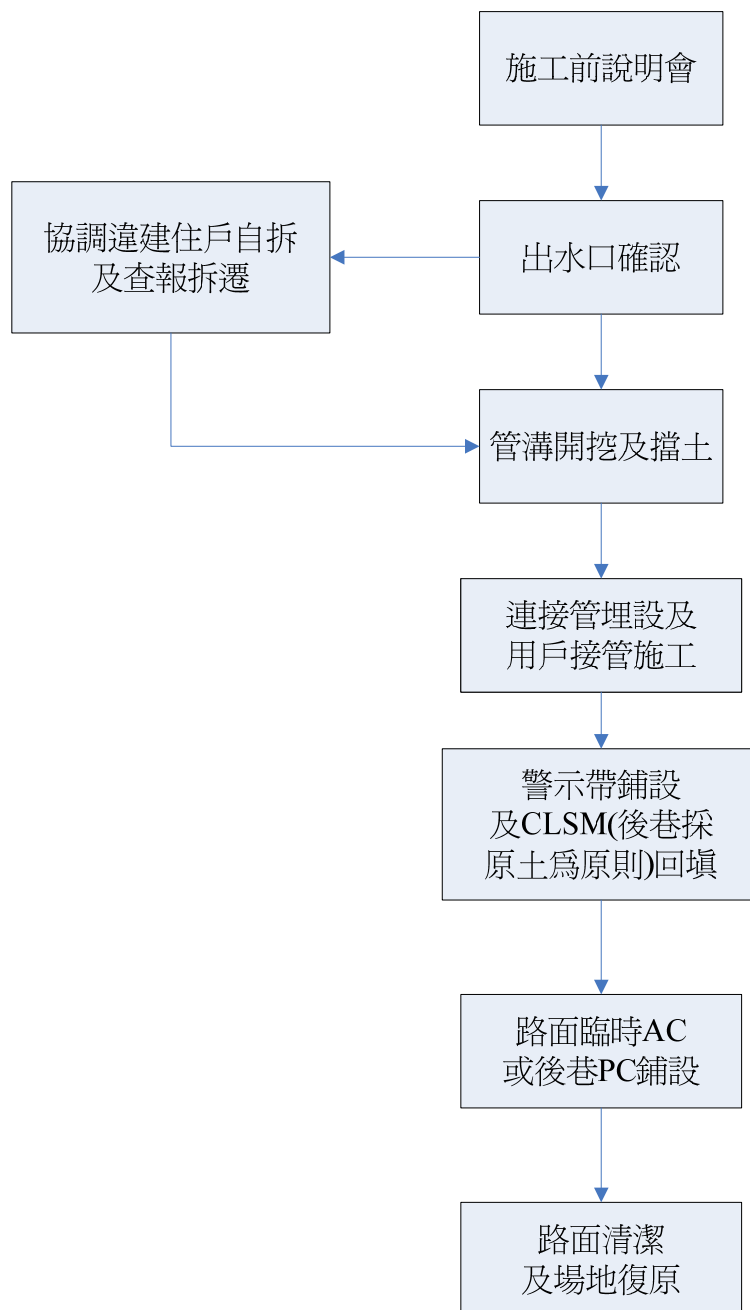 施工前說明會
協調違建住戶自拆
及查報拆遷
出水口確認
管溝開挖及擋土
連接管埋設及
用戶接管施工
警示帶鋪設
及CLSM(後巷採
原土爲原則)回填
路面臨時AC
或後巷PC鋪設
路面清潔
及場地復原